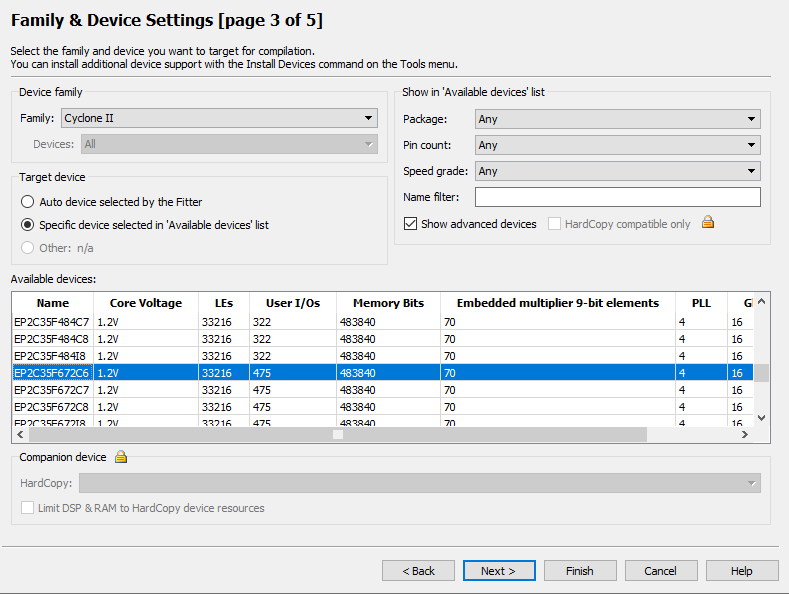 Family & Device Settings [page 3 of 5]
Select the family and device you want to target for compilation.
You can install additional device support with the Install Devices command on the Tools menu.
Device family
Family: Cyclone II
Devices: All
Show in 'Available devices' list
Package: Any
Pin count: Any
Speed grade: Any
Name filter:
Show advanced devices HardCopy compatible only
Target device
Auto device selected by the Fitter
Specific device selected in 'Available devices' list
Other: n/a
Available devices:
Name Core Voltage LEs User I/Os Memory Bits Embedded multiplier 9-bit elements PLL
EP2C35F484C7 1.2V 33216 322 483840 70 4 16
EP2C35F484C8 1.2V 33216 322 483840 70 4 16
EP2C35F484I8 1.2V 33216 322 483840 70 4 16
EP2C35F672C6 1.2V 33216 475 483840 70 4 16
EP2C35F672C7 1.2V 33216 475 483840 70 4 16
EP2C35F672C8 1.2V 33216 475 483840 70 4 16
EP2C35F672I8 1.2V 33216 475 483840 70 4 16
Companion device
HardCopy:
Limit DSP & RAM to HardCopy device resources
< Back Next > Finish Cancel Help